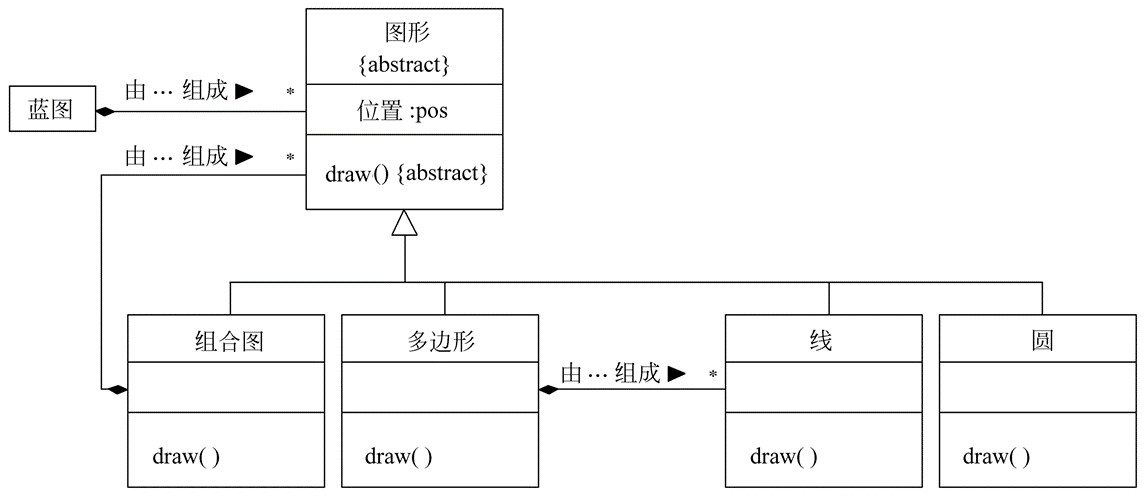 图形
{abstract}
由 … 组成 ▶ *
蓝图
位置 :pos
由 … 组成 ▶ *
draw() {abstract}
组合图
多边形
线
圆
由 … 组成 ▶ *
draw( )
draw( )
draw( )
draw( )